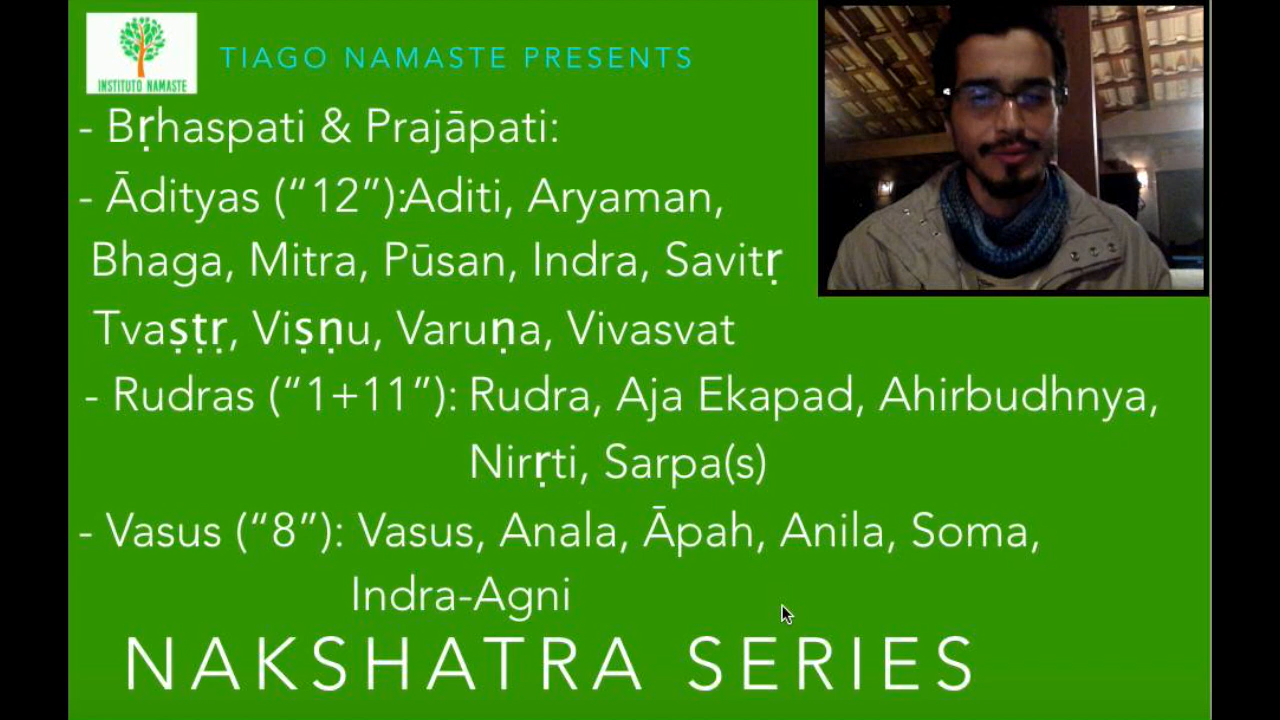 INSTITUTO NAMASTE
TIAGO NAMASTE PRESENTS
- Bṛhaspati & Prajāpati:
- Ādityas (“12”):Aditi, Aryaman,
Bhaga, Mitra, Pūsan, Indra, Savitṛ
Tvaṣṭṛ, Viṣṇu, Varuṇa, Vivasvat
- Rudras (“1+11”): Rudra, Aja Ekapad, Ahirbudhnya,
Nirṛti, Sarpa(s)
- Vasus (“8”): Vasus, Anala, Āpah, Anila, Soma,
Indra-Agni
NAKSHATRA SERIES